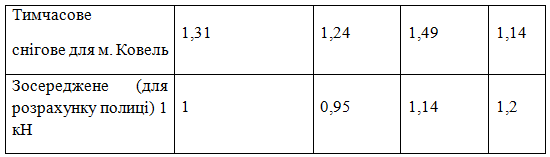 Тимчасове
снігове для м. Ковель 1,31 1,24 1,49 1,14
Зосереджене (для
розрахунку полиці) 1 1 0,95 1,14 1,2
кН